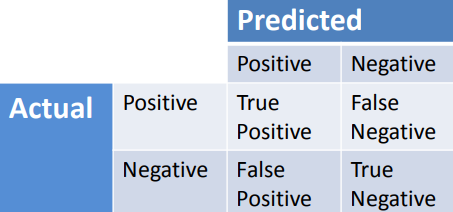 Predicted
Positive Negative
Actual Positive True Positive False Negative
Negative False Positive True Negative